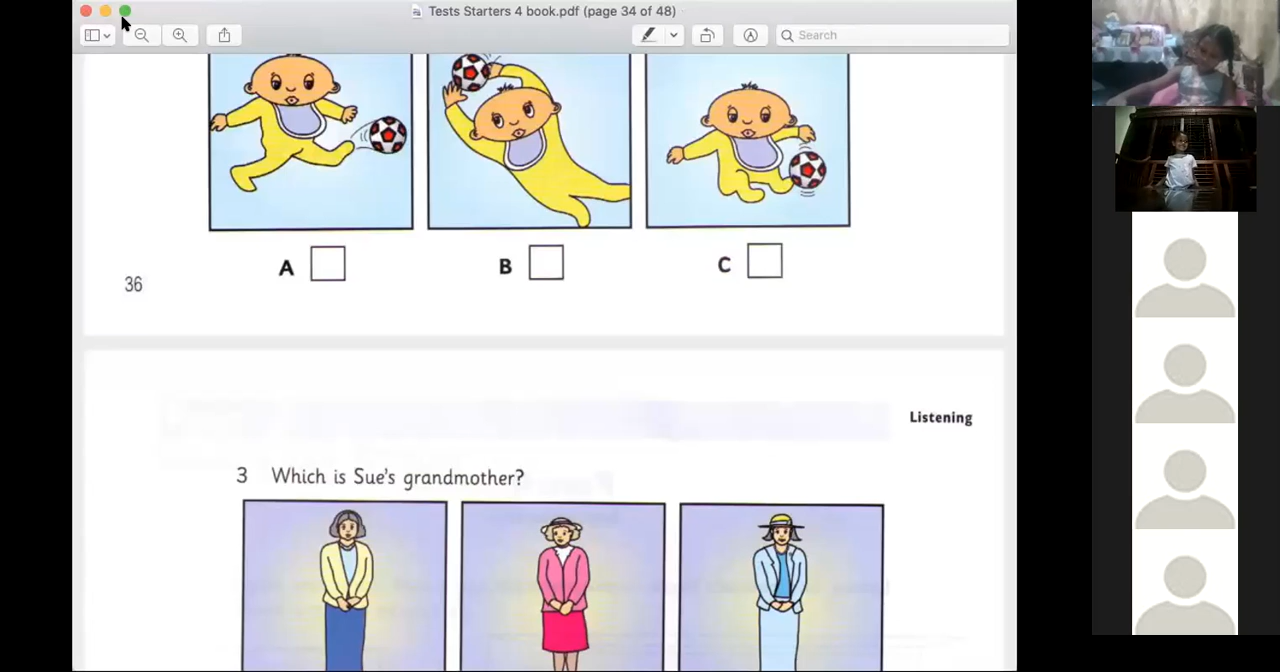 Tests Starters 4 book.pdf (page 34 of 48)
Search
A B C
36
Listening
3 Which is Sue's grandmother?